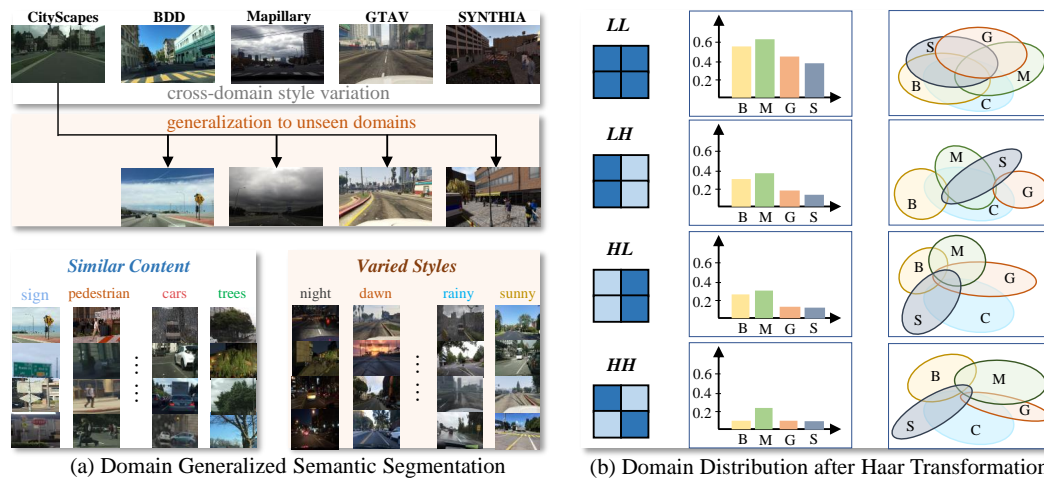 CityScapes BDD Mapillary GTAV SYNTHIA
cross-domain style variation
generalization to unseen domains
Similar Content
sign pedestrian cars trees
Varied Styles
night dawn rainy sunny
(a) Domain Generalized Semantic Segmentation
LL
0.6
0.4
0.2
B M G S
S G M B C
LH
0.6
0.4
0.2
B M G S
M S B G C
HL
0.6
0.4
0.2
B M G S
M B G S C
HH
0.6
0.4
0.2
B M G S
B M G S C
(b) Domain Distribution after Haar Transformation